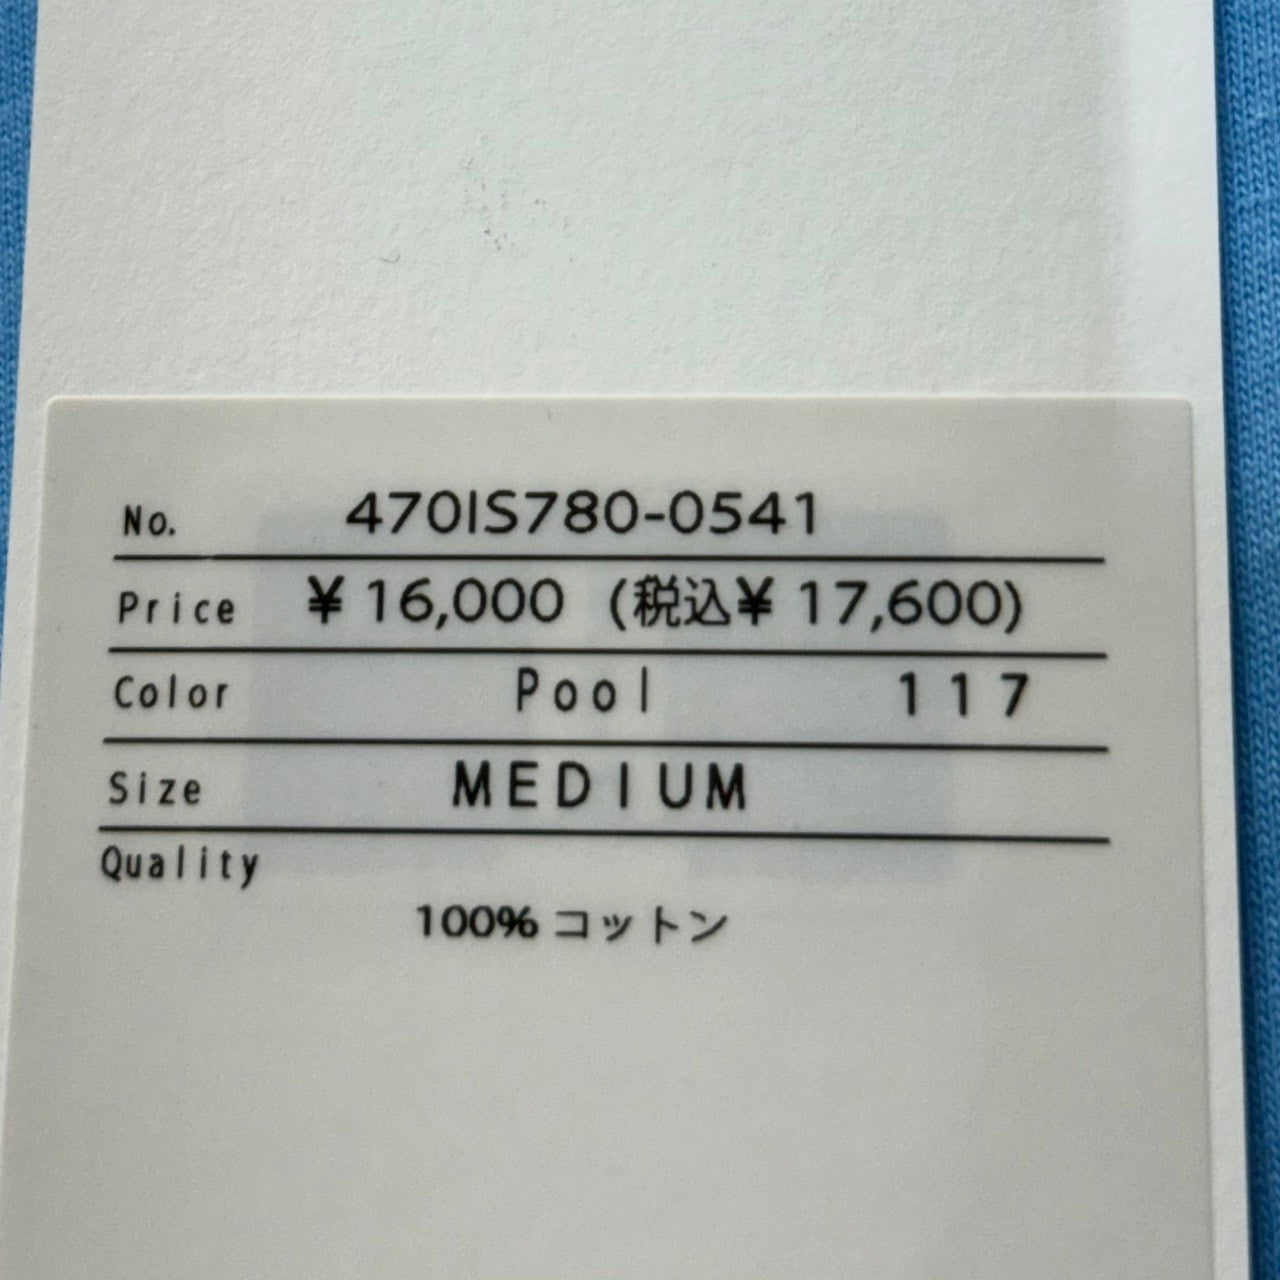 No. 470IS780-0541
Price ¥ 16,000 (税込¥ 17,600)
Color Pool 117
Size MEDIUM
Quality
100% コットン